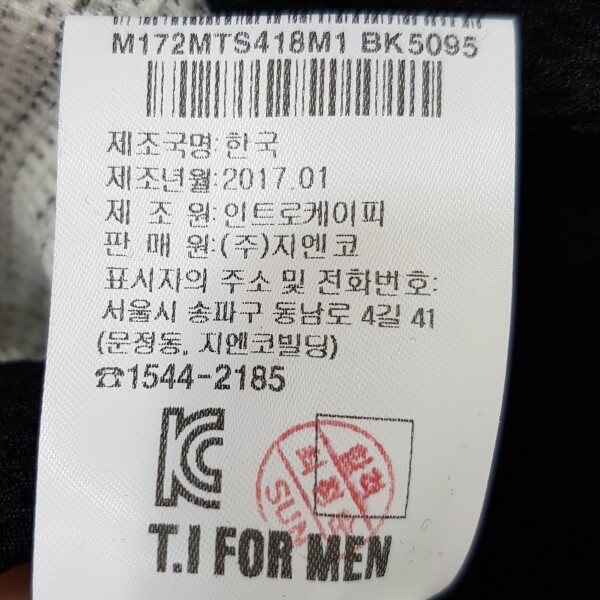 M172MTS418M1 BK5095
제조국명:한국
제조년월:2017.01
제 조 원:인트로케이피
판 매 원:(주)지엔코
표시자의 주소 및 전화번호:
서울시 송파구 동남로 4길 41
(문정동, 지엔코빌딩)
☎1544-2185
KC
SUN
T.I FOR MEN